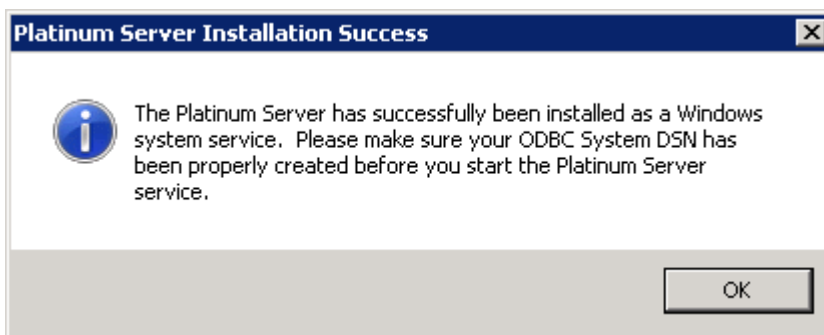 Platinum Server Installation Success
The Platinum Server has successfully been installed as a Windows
system service.  Please make sure your ODBC System DSN has
been properly created before you start the Platinum Server
service.
OK